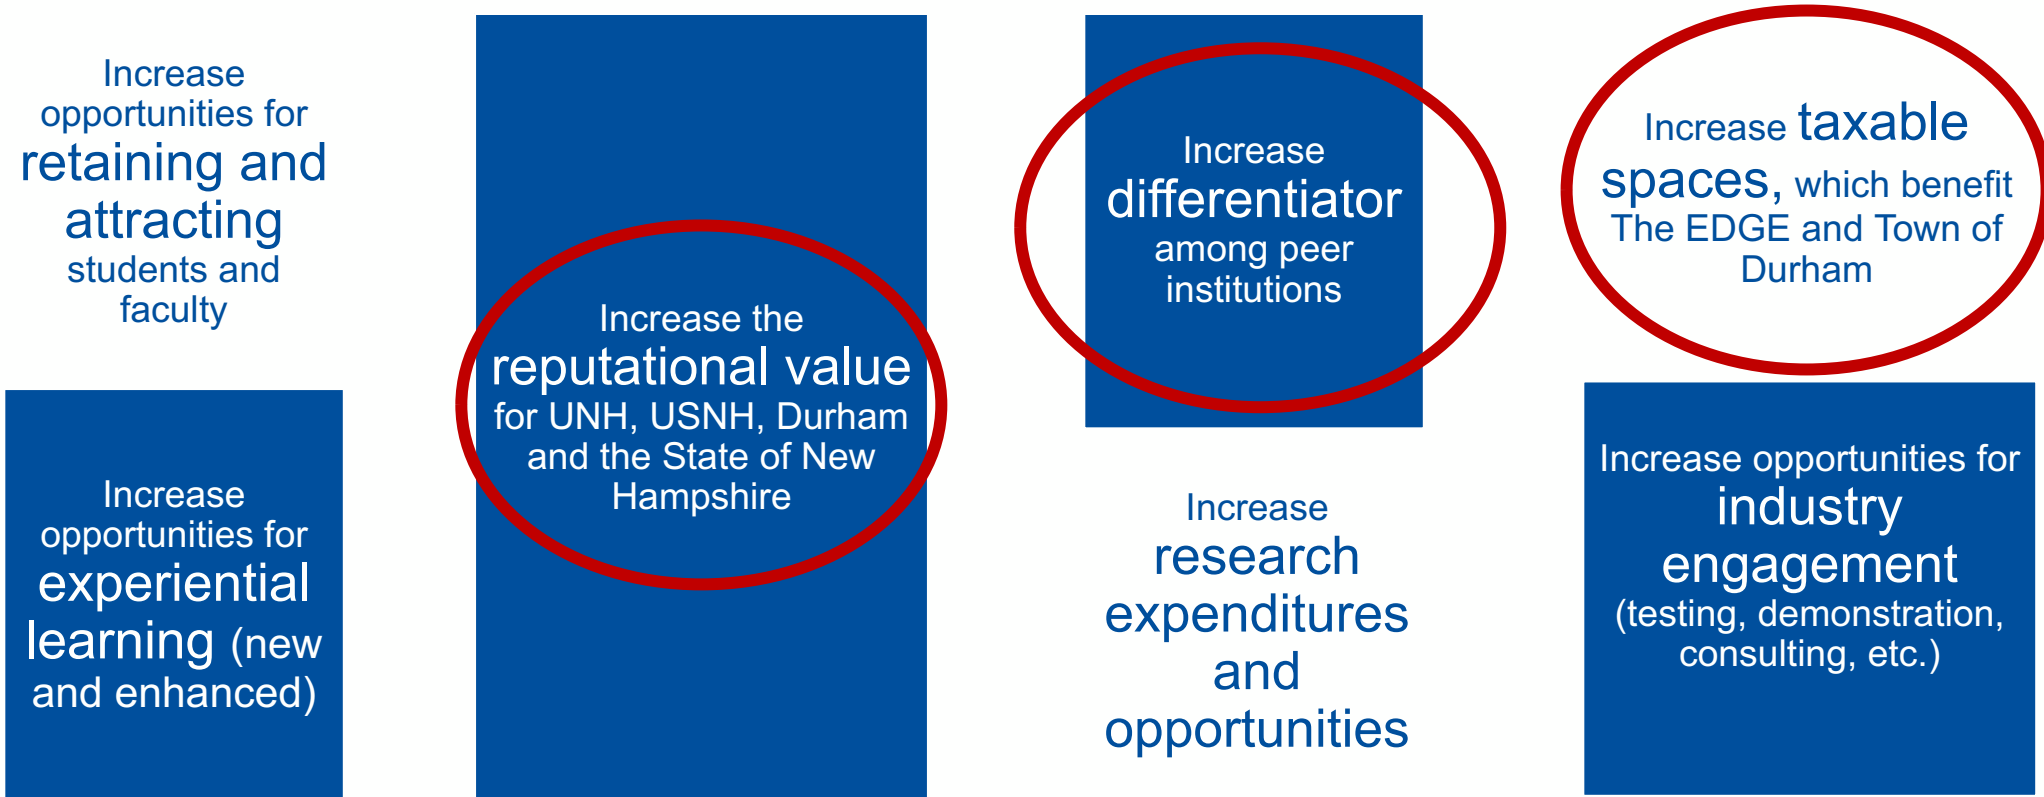 Increase
opportunities for
retaining and
attracting
students and
faculty
Increase
opportunities for
experiential
learning (new
and enhanced)
Increase the
reputational value
for UNH, USNH, Durham
and the State of New
Hampshire
Increase
differentiator
among peer
institutions
Increase
research
expenditures
and
opportunities
Increase taxable
spaces, which benefit
The EDGE and Town of
Durham
Increase opportunities for
industry
engagement
(testing, demonstration,
consulting, etc.)